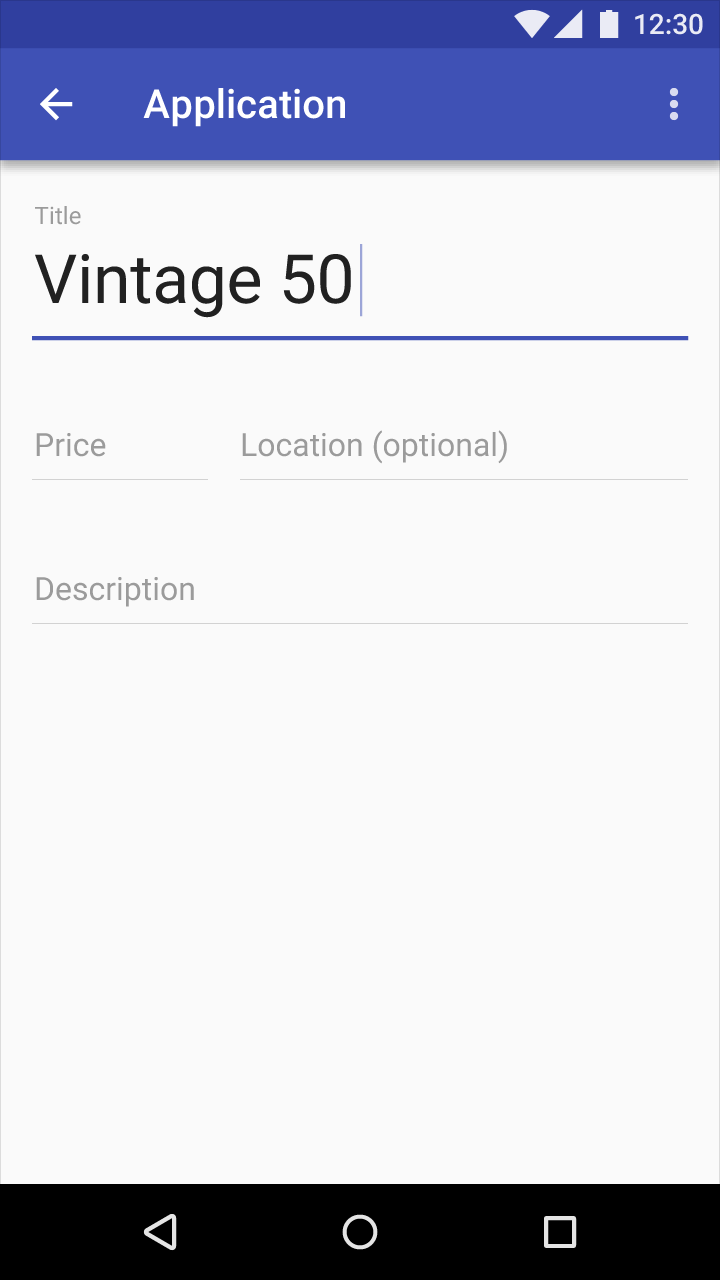 12:30
Application
Title
Vintage 50
Price
Location (optional)
Description